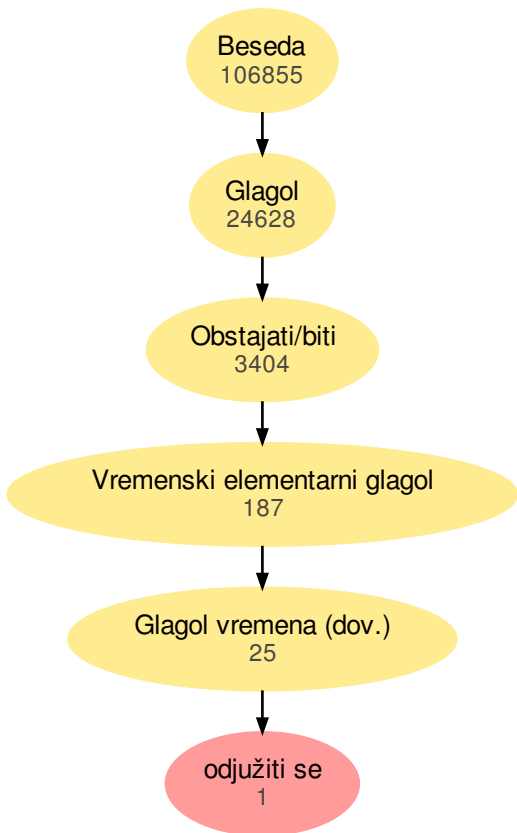 Beseda
106855
Glagol
24628
Obstajati/biti
3404
Vremenski elementarni glagol
187
Glagol vremena (dov.)
25
odjužiti se
1